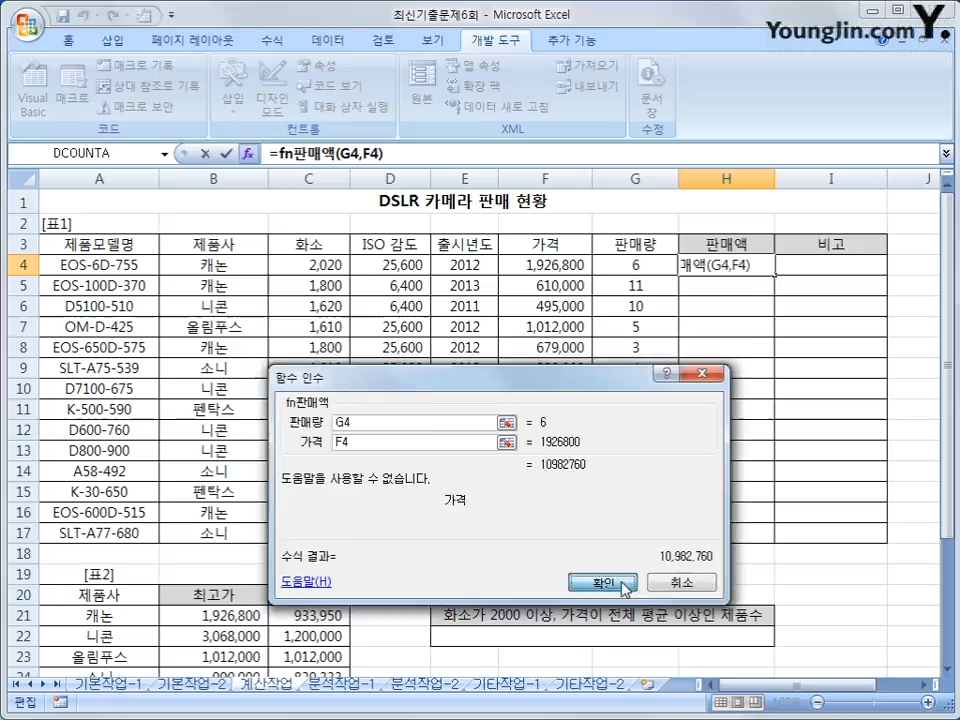 최신기출문제6회 - Microsoft Excel
YoungJin.com Y.
홈 삽입 페이지 레이아웃 수식 데이터 검토 보기 개발 도구 추가 기능
Visual Basic 매크로 매크로 기록 상대 참조로 기록 매크로 보안
삽입 디자인 모드 속성 코드 보기 대화 상자 실행
원본 맵 속성 확장 팩 데이터 새로 고침 가져오기 내보내기
문서 창
코드 컨트롤 XML 수정
DCOUNTA =fn판매액(G4,F4)
A B C D E F G H I J
1 DSLR 카메라 판매 현황
2 [표1]
3 제품모델명 제품사 화소 ISO 감도 출시년도 가격 판매량 판매액 비고
4 EOS-6D-755 캐논 2,020 25,600 2012 1,926,800 6 매액(G4,F4)
5 EOS-100D-370 캐논 1,800 6,400 2013 610,000 11
6 D5100-510 니콘 1,620 6,400 2011 495,000 10
7 OM-D-425 올림푸스 1,610 25,600 2012 1,012,000 5
8 EOS-650D-575 캐논 1,800 25,600 2012 679,000 3
9 SLT-A75-539 소니
10 D7100-675 니콘
11 K-500-590 펜탁스
12 D600-760 니콘
13 D800-900 니콘
14 A58-492 소니
15 K-30-650 펜탁스
16 EOS-600D-515 캐논
17 SLT-A77-680 소니
18
19 [표2]
20 제품사 최고가
21 캐논 1,926,800 933,950 화소가 2000 이상, 가격이 전체 평균 이상인 제품수
22 니콘 3,068,000 1,200,000
23 올림푸스 1,012,000 1,012,000
함수 인수
fn판매액
판매량 G4 = 6
가격 F4 = 1926800
= 10982760
도움말을 사용할 수 없습니다.
가격
수식 결과= 10,982,760
도움말(H) 확인 취소
기본작업-1 기본작업-2 계산작업 분석작업-1 분석작업-2 기타작업-1 기타작업-2
편집